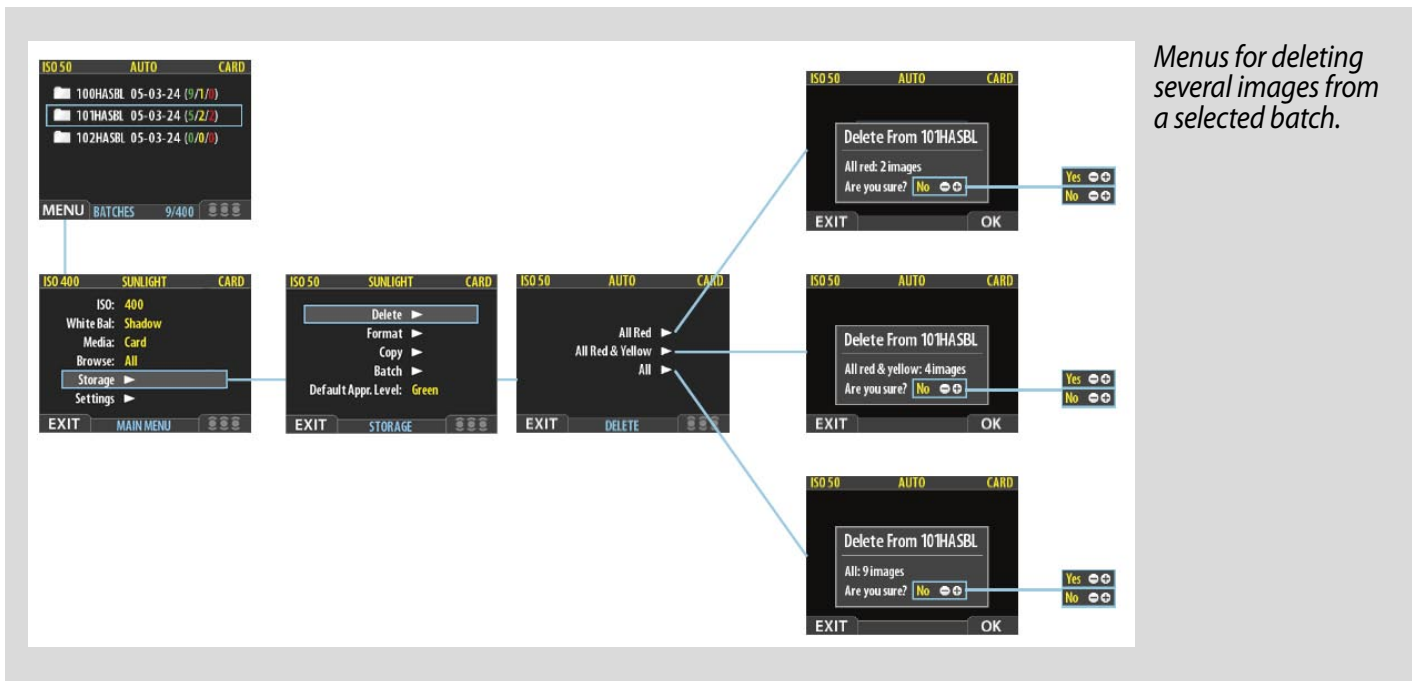 Menus for deleting
several images from
a selected batch.
ISO 50 AUTO CARD
100HASBL 05-03-24 (9/1/0)
101HASBL 05-03-24 (5/2/2)
102HASBL 05-03-24 (0/0/0)
MENU BATCHES 9/400
ISO 400 SUNLIGHT CARD
ISO: 400
White Bal: Shadow
Media: Card
Browse: All
Storage
Settings
EXIT MAIN MENU
ISO 50 SUNLIGHT CARD
Delete
Format
Copy
Batch
Default Appr. Level: Green
EXIT STORAGE
ISO 50 AUTO CARD
All Red
All Red & Yellow
All
EXIT DELETE
ISO 50 AUTO CARD
Delete From 101HASBL
All red: 2 images
Are you sure? No
EXIT OK
Yes
No
ISO 50 AUTO CARD
Delete From 101HASBL
All red & yellow: 4 images
Are you sure? No
EXIT OK
Yes
No
ISO 50 AUTO CARD
Delete From 101HASBL
All: 9 images
Are you sure? No
EXIT OK
Yes
No